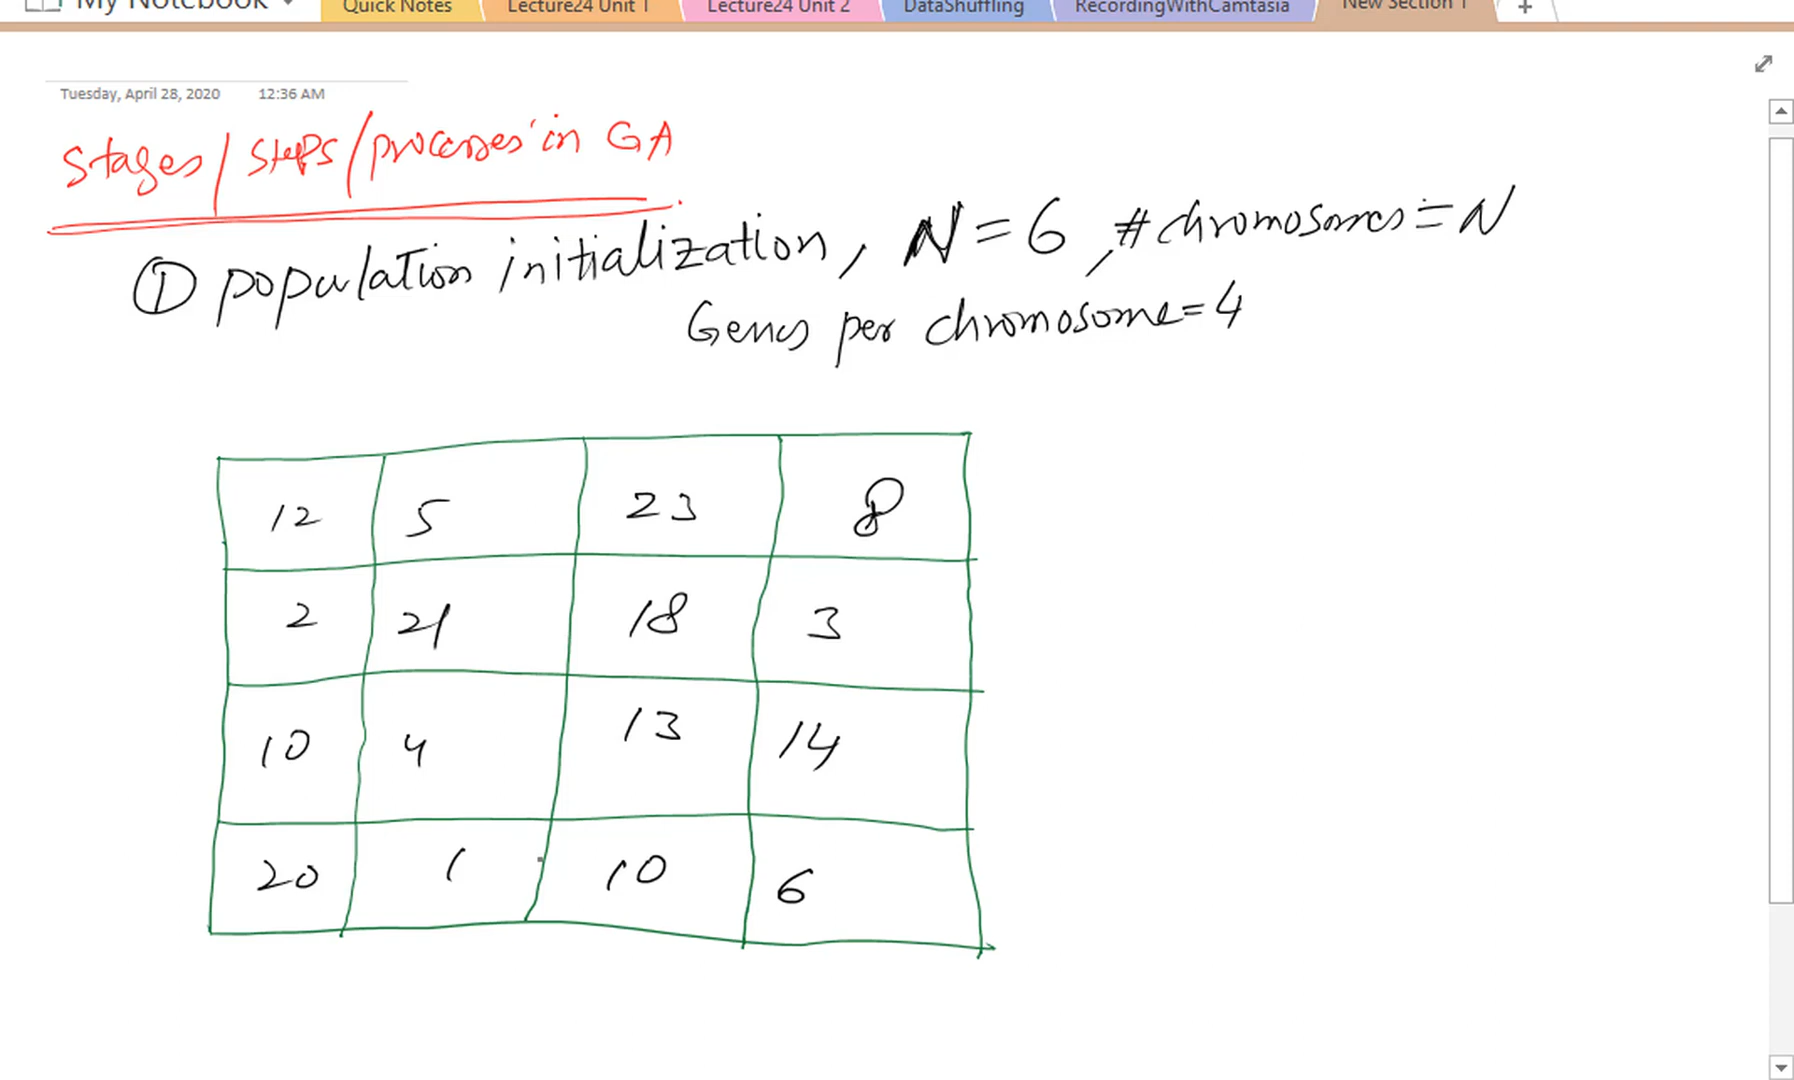 My Notebook Quick Notes Lecture24 Unit 1 Lecture24 Unit 2 DataShuffling RecordingWithCamtasia New Section 1 +
Tuesday, April 28, 2020 12:36 AM
Stages/steps/processes in GA
① population initialization, N=6, #chromosomes=N
Genes per chromosome=4
12 5 23 8
2 21 18 3
10 4 13 14
20 1 10 6